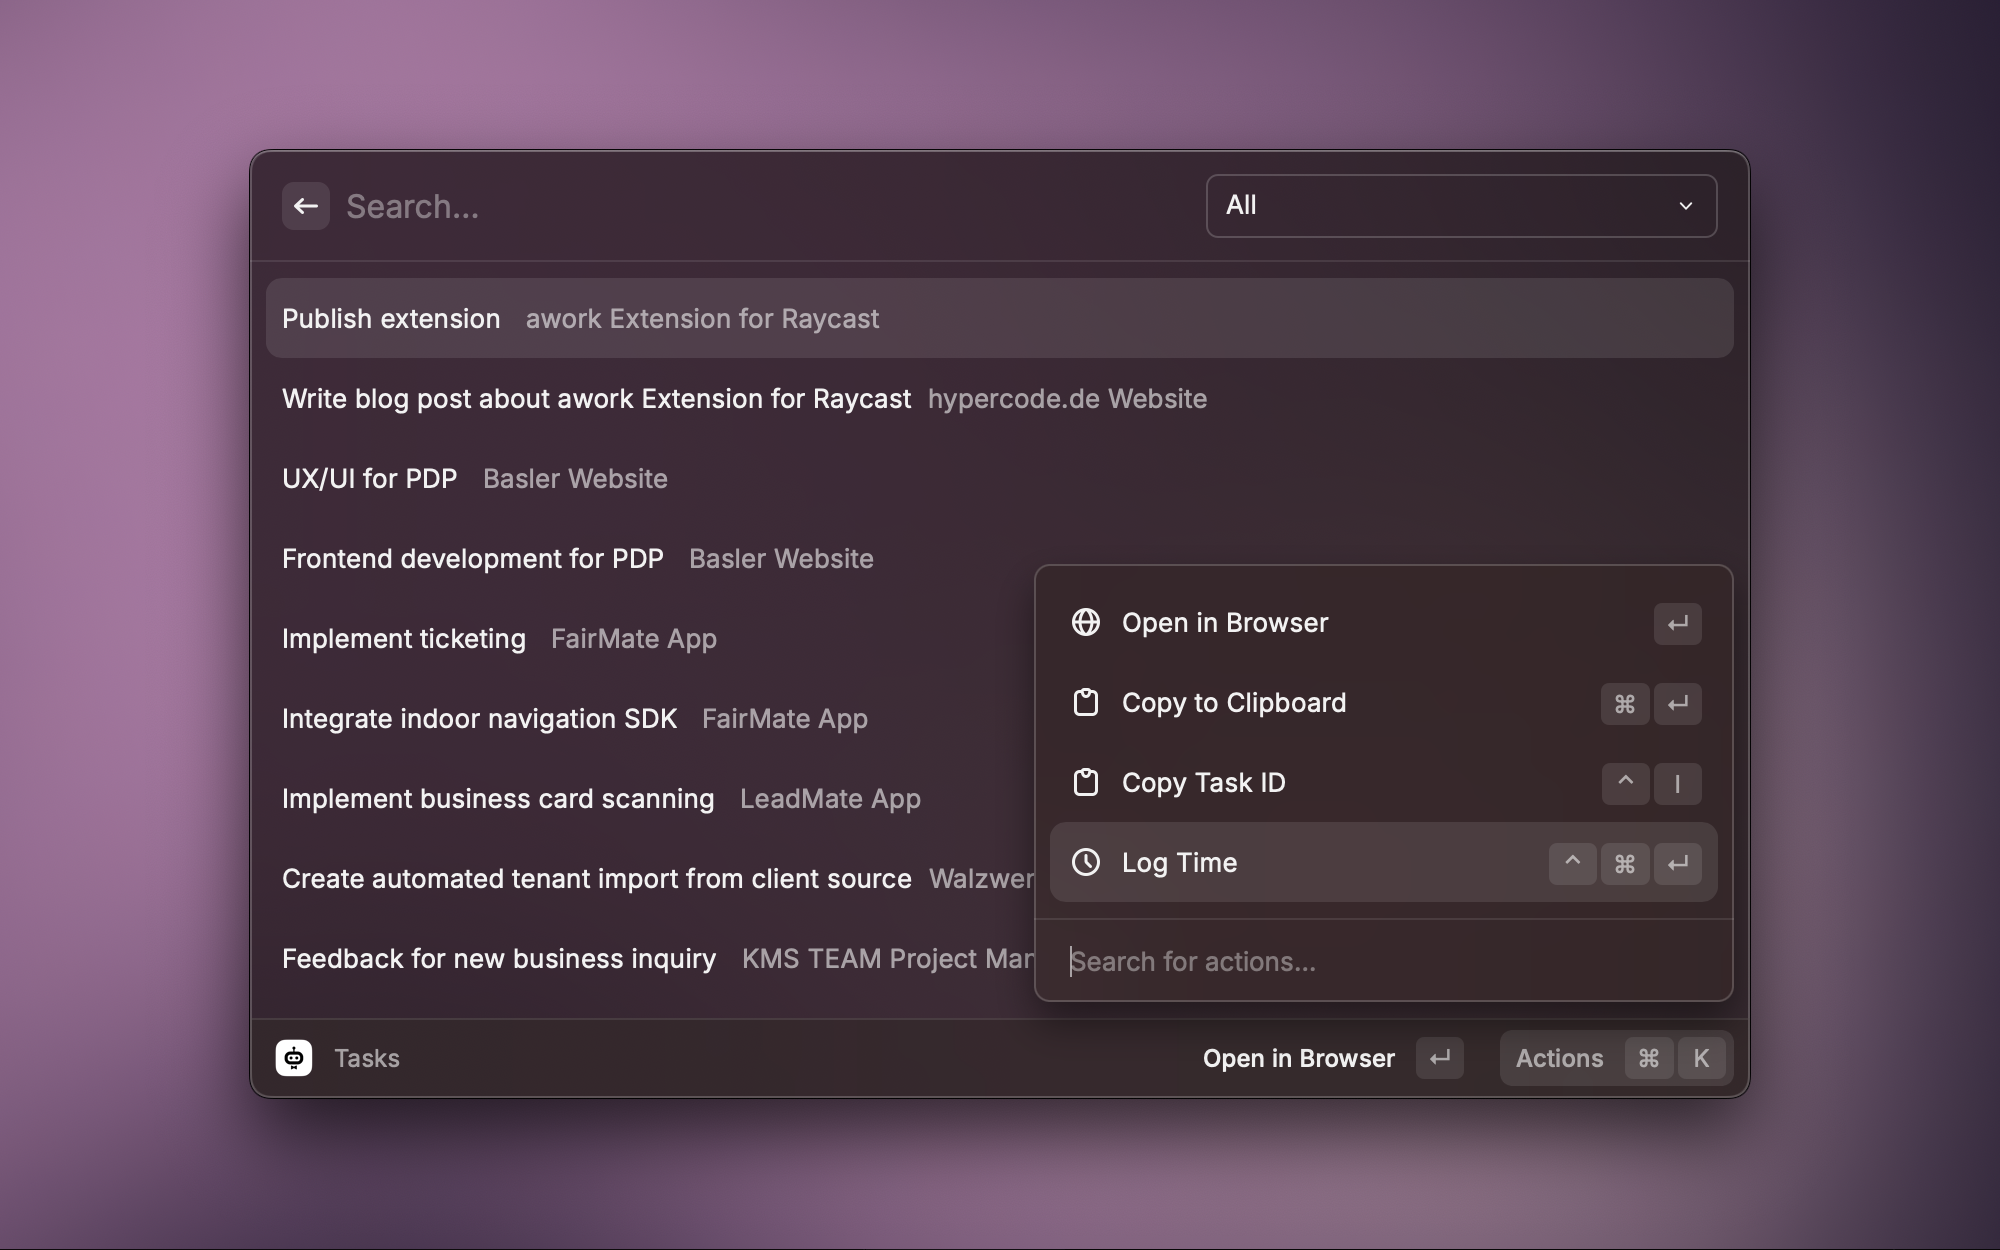 Search...
All
Publish extension awork Extension for Raycast
Write blog post about awork Extension for Raycast hypercode.de Website
UX/UI for PDP Basler Website
Frontend development for PDP Basler Website
Implement ticketing FairMate App
Integrate indoor navigation SDK FairMate App
Implement business card scanning LeadMate App
Create automated tenant import from client source Walzwer
Feedback for new business inquiry KMS TEAM Project Man
Open in Browser ↵
Copy to Clipboard ⌘ ↵
Copy Task ID ^ I
Log Time ^ ⌘ ↵
Search for actions...
Tasks
Open in Browser ↵
Actions ⌘ K